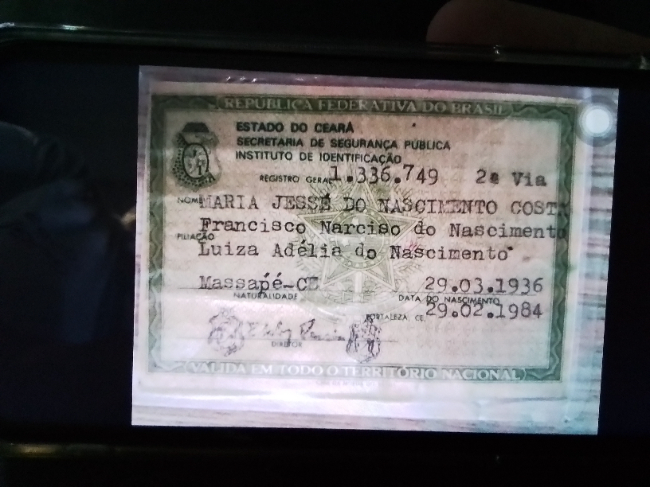 REPÚBLICA FEDERATIVA DO BRASIL
ESTADO DO CEARÁ
SECRETARIA DE SEGURANÇA PÚBLICA
INSTITUTO DE IDENTIFICAÇÃO
REGISTRO GERAL 1.336.749 2ª Via
NOME MARIA JESSÉ DO NASCIMENTO COSTA
Francisco Narciso do Nascimento
FILIAÇÃO
Luiza Adélia do Nascimento
Massapé-CE 29.03.1936
NATURALIDADE DATA DO NASCIMENTO
FORTALEZA, CE. 29.02.1984
DIRETOR
VÁLIDA EM TODO O TERRITÓRIO NACIONAL